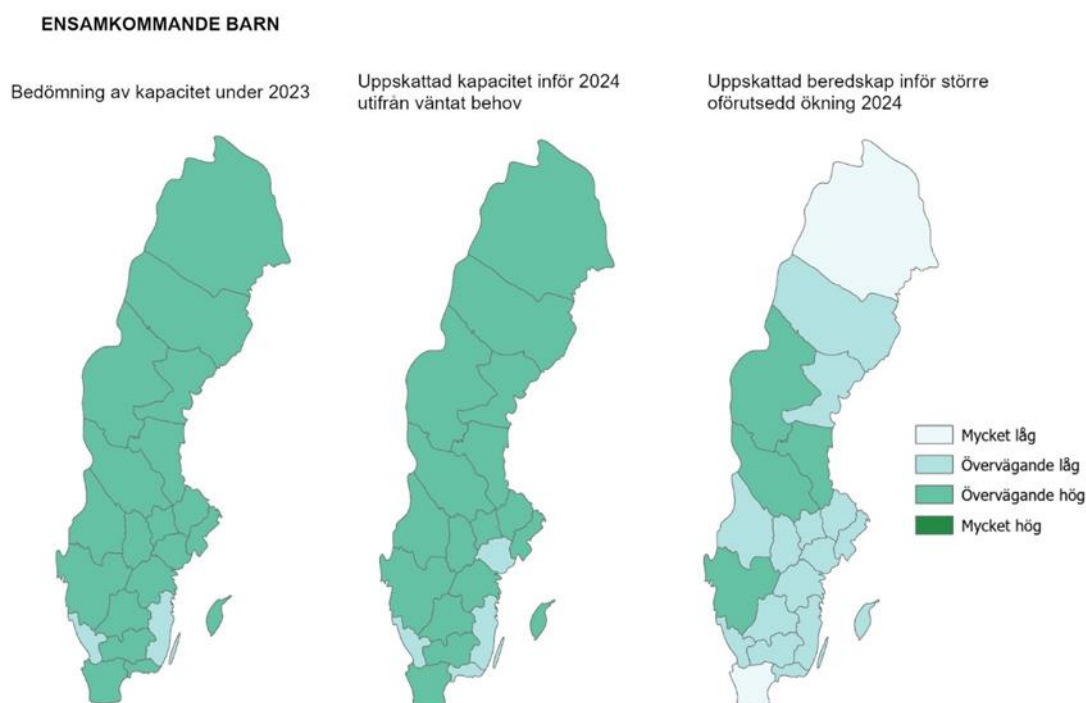 ENSAMKOMMANDE BARN
Bedömning av kapacitet under 2023
Uppskattad kapacitet inför 2024
utifrån väntat behov
Uppskattad beredskap inför större
oförutsedd ökning 2024
Mycket låg
Övervägande låg
Övervägande hög
Mycket hög